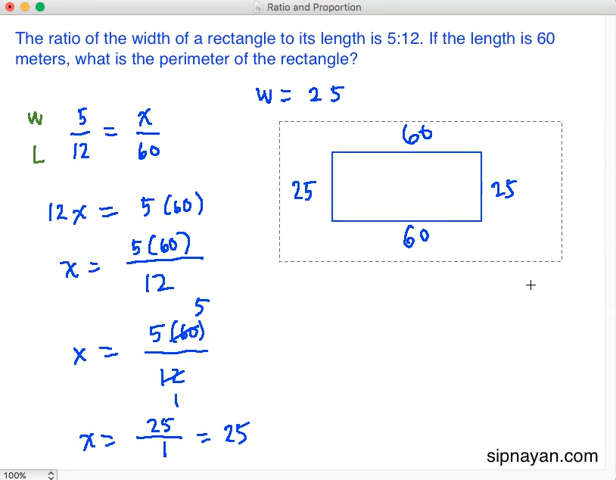 Ratio and Proportion
The ratio of the width of a rectangle to its length is 5:12. If the length is 60
meters, what is the perimeter of the rectangle?
W = 25
W 5/12 = x/60
L
12x = 5(60)
x = 5(60)/12
x = 5(60)/12
5
1
x = 25/1 = 25
60
25
25
60
sipnayan.com
100%